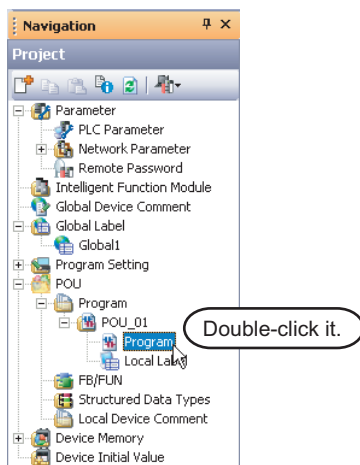 Navigation
Project
Parameter
PLC Parameter
Network Parameter
Remote Password
Intelligent Function Module
Global Device Comment
Global Label
Global1
Program Setting
POU
Program
POU_01
Double-click it.
Program
Local Label
FB/FUN
Structured Data Types
Local Device Comment
Device Memory
Device Initial Value